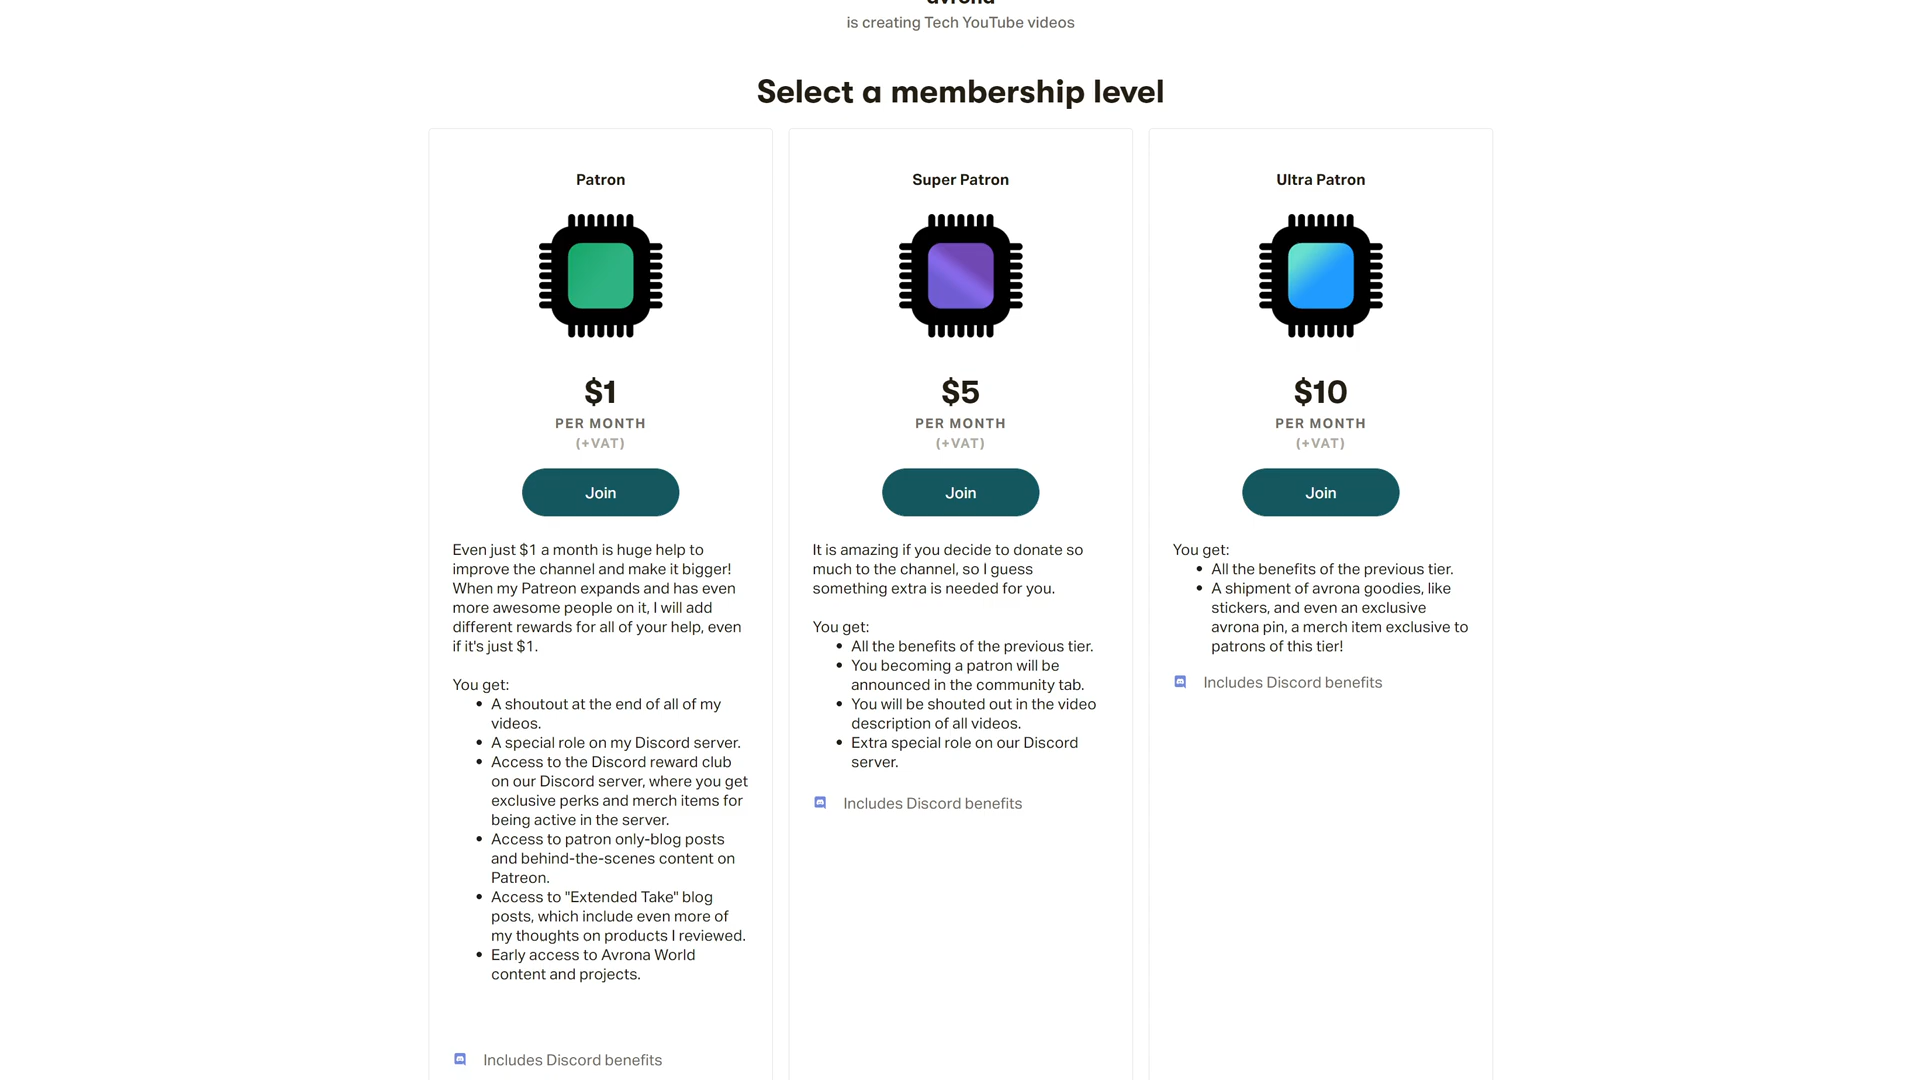 avrona
is creating Tech YouTube videos
Select a membership level
Patron
$1
PER MONTH
(+VAT)
Join
Even just $1 a month is huge help to
improve the channel and make it bigger!
When my Patreon expands and has even
more awesome people on it, I will add
different rewards for all of your help, even
if it's just $1.
You get:
• A shoutout at the end of all of my
videos.
• A special role on my Discord server.
• Access to the Discord reward club
on our Discord server, where you get
exclusive perks and merch items for
being active in the server.
• Access to patron only-blog posts
and behind-the-scenes content on
Patreon.
• Access to "Extended Take" blog
posts, which include even more of
my thoughts on products I reviewed.
• Early access to Avrona World
content and projects.
Includes Discord benefits
Super Patron
$5
PER MONTH
(+VAT)
Join
It is amazing if you decide to donate so
much to the channel, so I guess
something extra is needed for you.
You get:
• All the benefits of the previous tier.
• You becoming a patron will be
announced in the community tab.
• You will be shouted out in the video
description of all videos.
• Extra special role on our Discord
server.
Includes Discord benefits
Ultra Patron
$10
PER MONTH
(+VAT)
Join
You get:
• All the benefits of the previous tier.
• A shipment of avrona goodies, like
stickers, and even an exclusive
avrona pin, a merch item exclusive to
patrons of this tier!
Includes Discord benefits